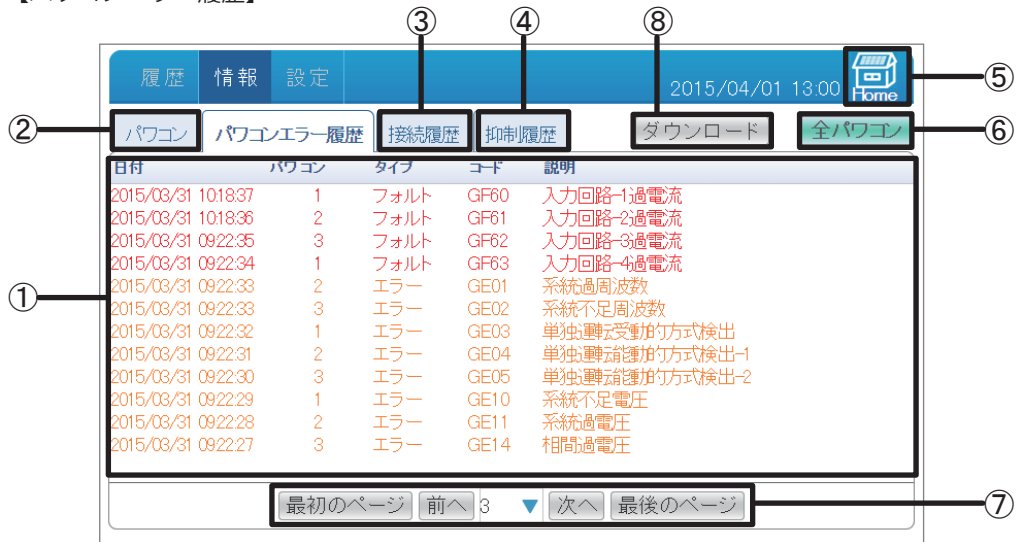 【パワコンエラー履歴】
③ ④ ⑧
履歴 情報 設定 2015/04/01 13:00 Home ⑤
② パワコン パワコンエラー履歴 接続履歴 抑制履歴 ダウンロード 全パワコン ⑥
日付 パワコン タイプ コード 説明
2015/03/31 10:18:37 1 フォルト GF60 入力回路-1過電流
2015/03/31 10:18:36 2 フォルト GF61 入力回路-2過電流
2015/03/31 09:22:35 3 フォルト GF62 入力回路-3過電流
2015/03/31 09:22:34 1 フォルト GF63 入力回路-4過電流
2015/03/31 09:22:33 2 エラー GE01 系統過周波数
① 2015/03/31 09:22:33 3 エラー GE02 系統不足周波数
2015/03/31 09:22:32 1 エラー GE03 単独運転受動的方式検出
2015/03/31 09:22:31 2 エラー GE04 単独運転能動的方式検出-1
2015/03/31 09:22:30 3 エラー GE05 単独運転能動的方式検出-2
2015/03/31 09:22:29 1 エラー GE10 系統不足電圧
2015/03/31 09:22:28 2 エラー GE11 系統過電圧
2015/03/31 09:22:27 3 エラー GE14 相間過電圧
最初のページ 前へ 3 ▼ 次へ 最後のページ ⑦